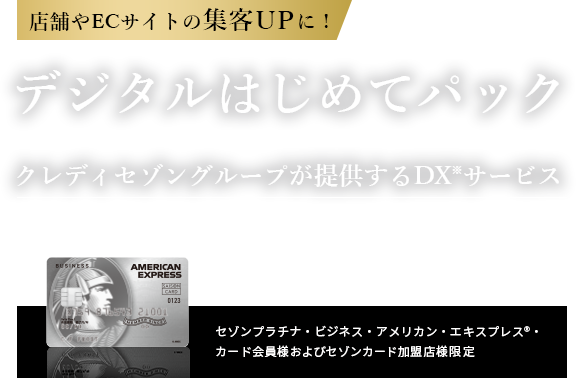 店舗やECサイトの集客UPに！
デジタルはじめてパック
クレディセゾングループが提供するDX※サービス
BUSINESS
AMERICAN
EXPRESS
SAISON
CARD
0123
セゾンプラチナ・ビジネス・アメリカン・エキスプレス®・
カード会員様およびセゾンカード加盟店様限定